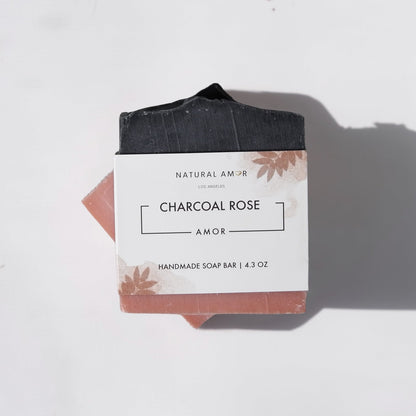 NATURAL AMOR
LOS ANGELES
CHARCOAL ROSE
AMOR
HANDMADE SOAP BAR | 4.3 OZ